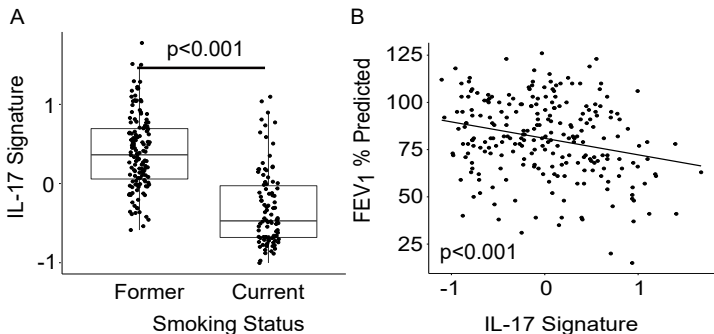 A
p<0.001
IL-17 Signature
1
0
-1
Former Current
Smoking Status
B
FEV1 % Predicted
125
100
75
50
25
p<0.001
-1 0 1
IL-17 Signature